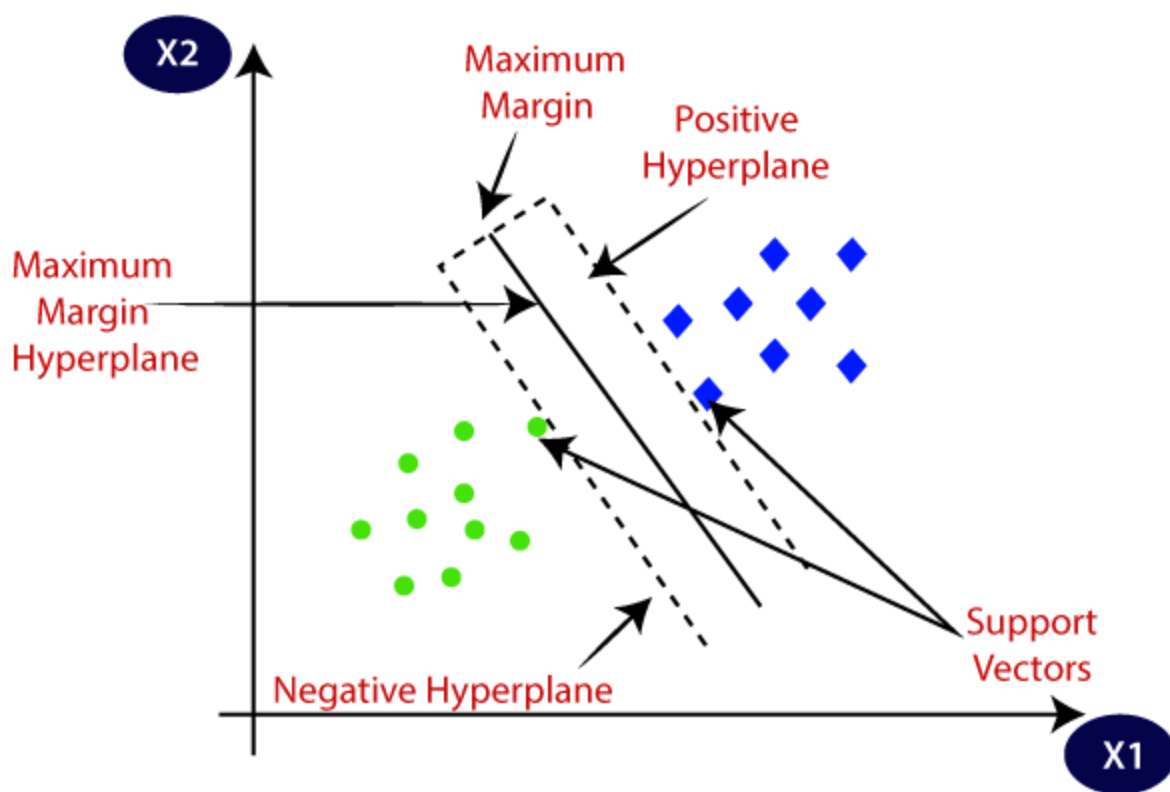 X2
Maximum
Margin
Positive
Hyperplane
Maximum
Margin
Hyperplane
Support
Vectors
Negative Hyperplane
X1